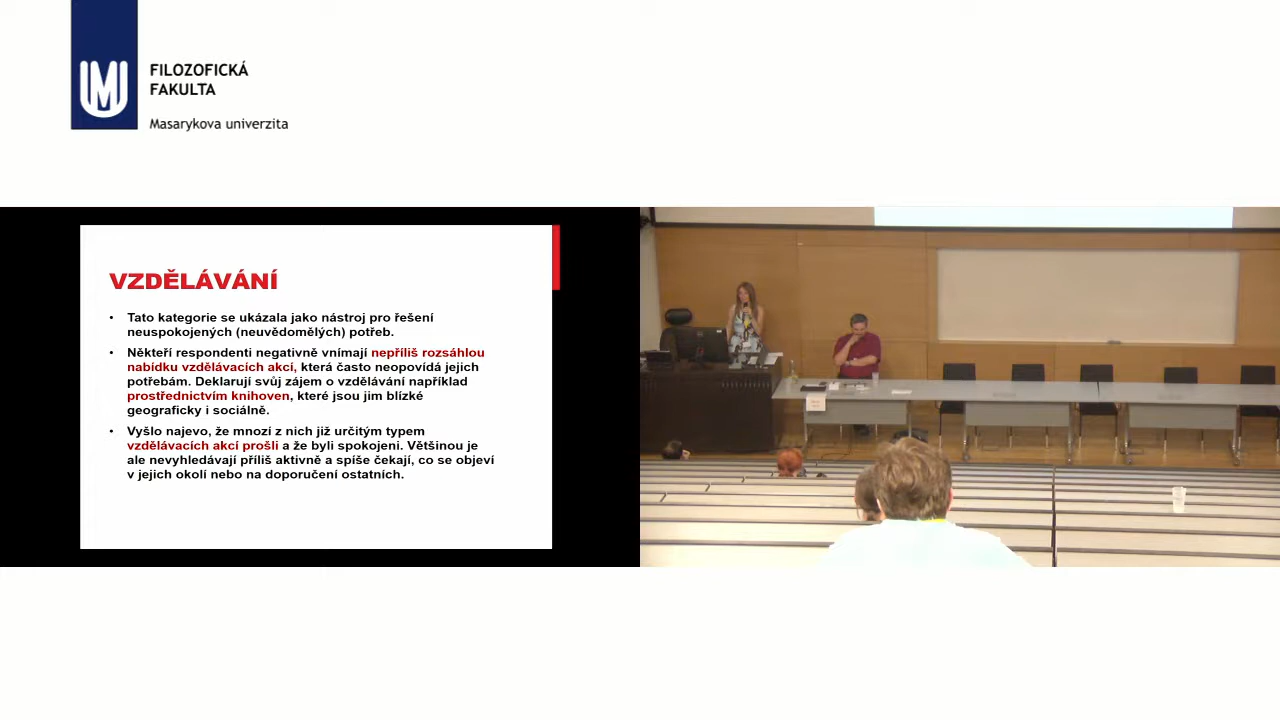 FILOZOFICKÁ
FAKULTA
Masarykova univerzita
VZDĚLÁVÁNÍ
• Tato kategorie se ukázala jako nástroj pro řešení
neuspokojených (neuvědomělých) potřeb.
• Někteří respondenti negativně vnímají nepříliš rozsáhlou
nabídku vzdělávacích akcí, která často neopovídá jejich
potřebám. Deklarují svůj zájem o vzdělávání například
prostřednictvím knihoven, které jsou jim blízké
geograficky i sociálně.
• Vyšlo najevo, že mnozí z nich již určitým typem
vzdělávacích akcí prošli a že byli spokojeni. Většinou je
ale nevyhledávají příliš aktivně a spíše čekají, co se objeví
v jejich okolí nebo na doporučení ostatních.